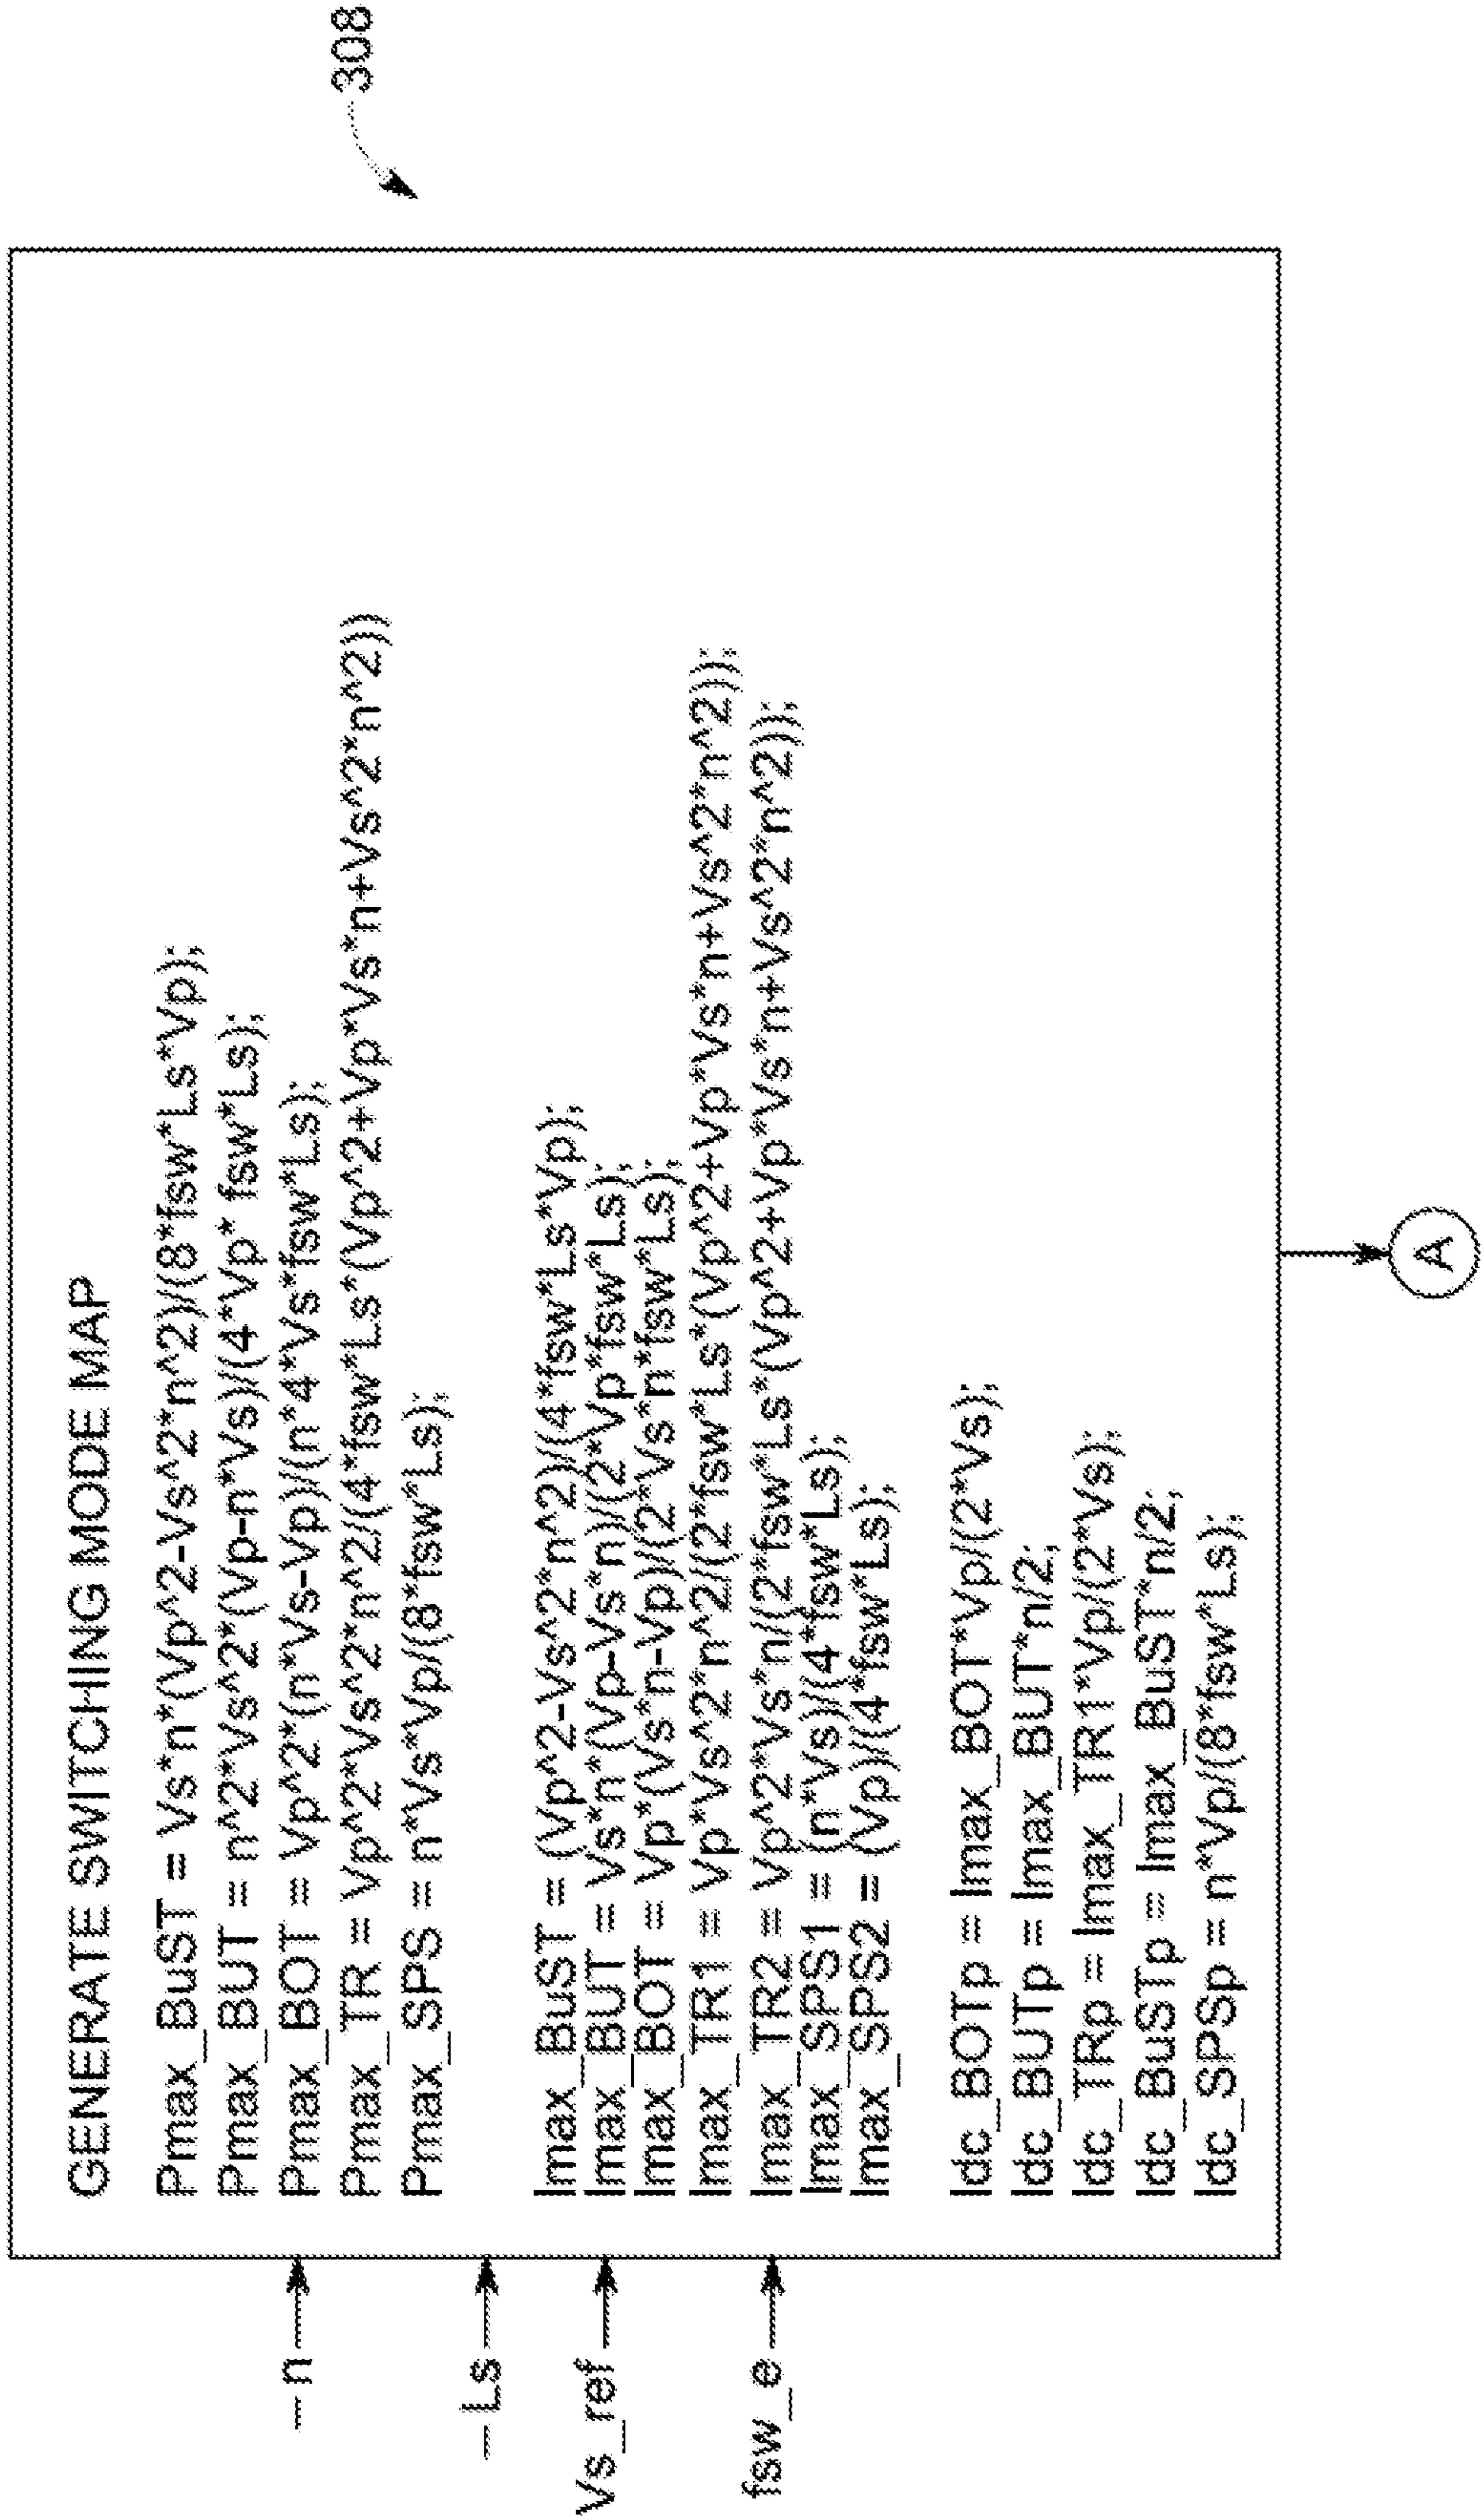 308
GENERATE SWITCHING MODE MAP
Pmax_BuST = Vs*n*(Vp^2-Vs^2*n^2)/(8*fsw*Ls*Vp);
Pmax_BUT = n^2*Vs^2*(Vp-n*Vs)/(4*Vp* fsw*Ls);
Pmax_BOT = Vp^2*(n*Vs-Vp)/(n*4*Vs*fsw*Ls);
Pmax_TR = Vp^2*Vs^2*n^2/(4*fsw*Ls*(Vp^2+Vp*Vs*n+Vs^2*n^2))
Pmax_SPS = n*Vs*Vp/(8*fsw*Ls);
Imax_BuST = (Vp^2-Vs^2*n^2)/(4*fsw*Ls*Vp);
Imax_BUT = Vs*n*(Vp-Vs*n)/(2*Vp*fsw*Ls);
Imax_BOT = Vp*(Vs*n-Vp)/(2*Vs*n*fsw*Ls);
Imax_TR1 = Vp*Vs^2*n^2/(2*fsw*Ls*(Vp^2+Vp*Vs*n+Vs^2*n^2));
Imax_TR2 = Vp^2*Vs*n/(2*fsw*Ls*(Vp^2+Vp*Vs*n+Vs^2*n^2));
Imax_SPS1 = (n*Vs)/(4*fsw*Ls);
Imax_SPS2 = (Vp)/(4*fsw*Ls);
Idc_BOTp = Imax_BOT*Vp/(2*Vs);
Idc_BUTp = Imax_BUT*n/2;
Idc_TRp = Imax_TR1*Vp/(2*Vs);
Idc_BuSTp = Imax_BuST*n/2;
Idc_SPSp = n*Vp/(8*fsw*Ls);
n
Ls
Vs_ref
fsw_e
A